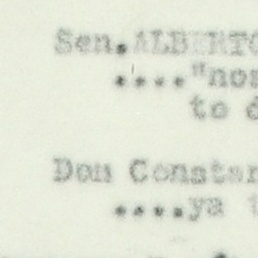 Sen. ALBERTO
...."nos
to d
Don Constan
....ya